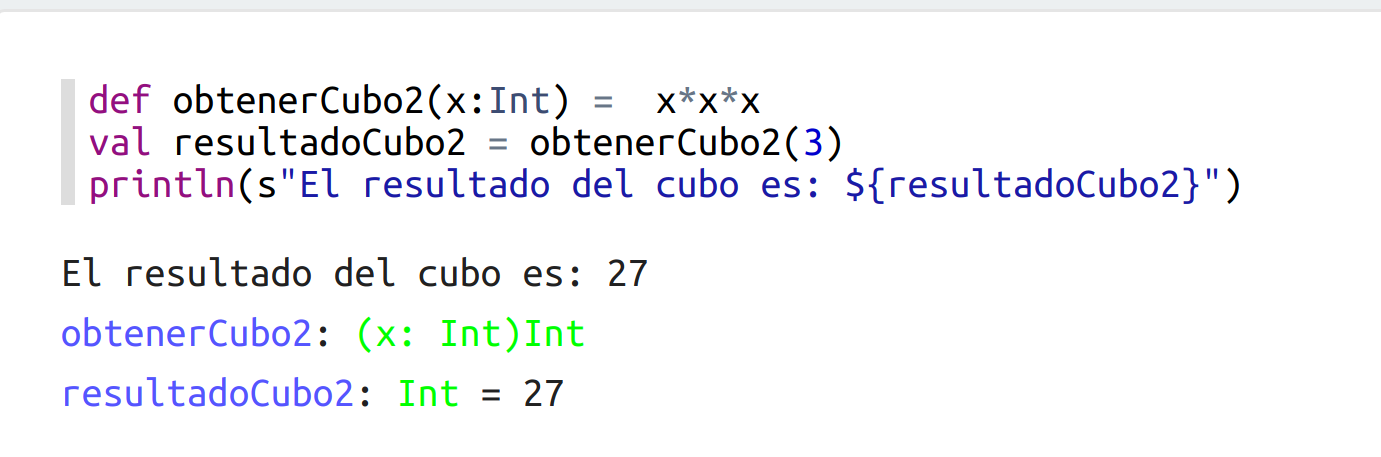 def obtenerCubo2(x:Int) =  x*x*x
val resultadoCubo2 = obtenerCubo2(3)
println(s"El resultado del cubo es: ${resultadoCubo2}")
El resultado del cubo es: 27
obtenerCubo2: (x: Int)Int
resultadoCubo2: Int = 27